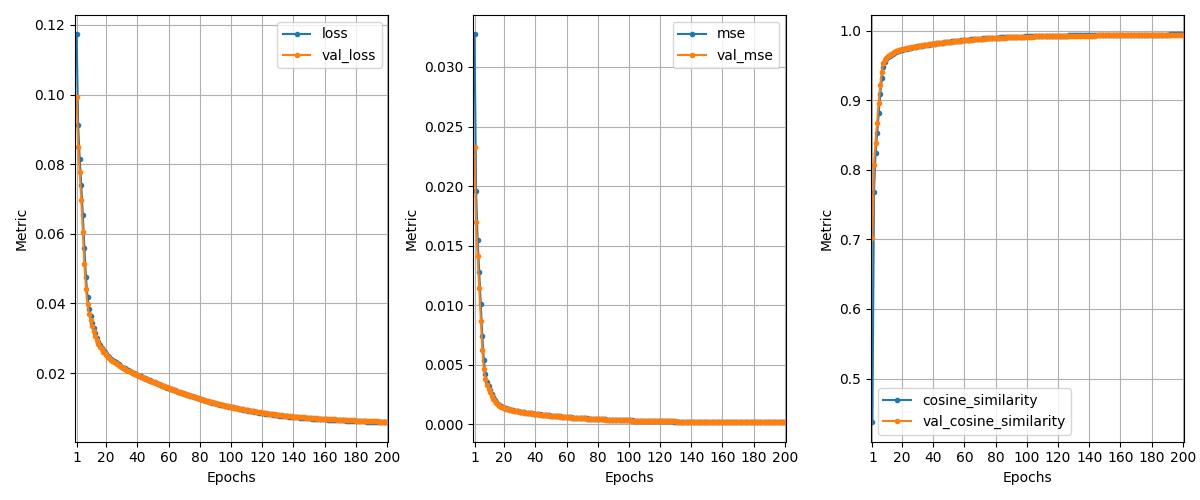 0.12
0.10
0.08
0.06
0.04
0.02
Metric
1 20 40 60 80 100 120 140 160 180 200
Epochs
loss
val_loss
0.030
0.025
0.020
0.015
0.010
0.005
0.000
Metric
1 20 40 60 80 100 120 140 160 180 200
Epochs
mse
val_mse
1.0
0.9
0.8
0.7
0.6
0.5
Metric
1 20 40 60 80 100 120 140 160 180 200
Epochs
cosine_similarity
val_cosine_similarity